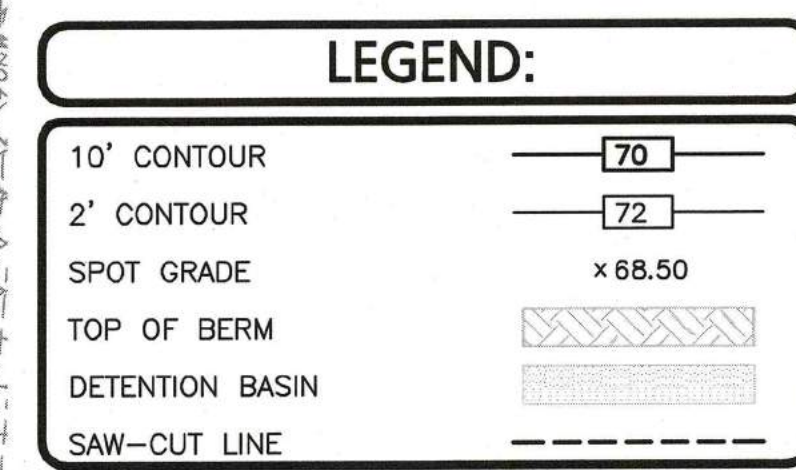 LEGEND:
10' CONTOUR 70
2' CONTOUR 72
SPOT GRADE × 68.50
TOP OF BERM
DETENTION BASIN
SAW-CUT LINE